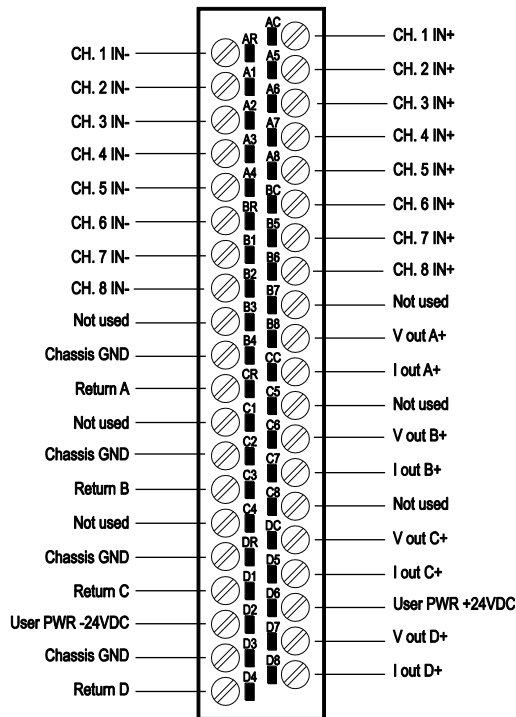 AC CH. 1 IN+
CH. 1 IN- AR
A5 CH. 2 IN+
CH. 2 IN- A1
A6 CH. 3 IN+
CH. 3 IN- A2
A7 CH. 4 IN+
CH. 4 IN- A3
A8 CH. 5 IN+
CH. 5 IN- A4
BC CH. 6 IN+
CH. 6 IN- BR
B5 CH. 7 IN+
CH. 7 IN- B1
B6 CH. 8 IN+
CH. 8 IN- B2
B7 Not used
Not used B3
B8 V out A+
Chassis GND B4
CC I out A+
Return A CR
C5 Not used
Not used C1
C6 V out B+
Chassis GND C2
C7 I out B+
Return B C3
C8 Not used
Not used C4
DC V out C+
Chassis GND DR
D5 I out C+
Return C D1
D6 User PWR +24VDC
User PWR -24VDC D2
D7 V out D+
Chassis GND D3
D8 I out D+
Return D D4